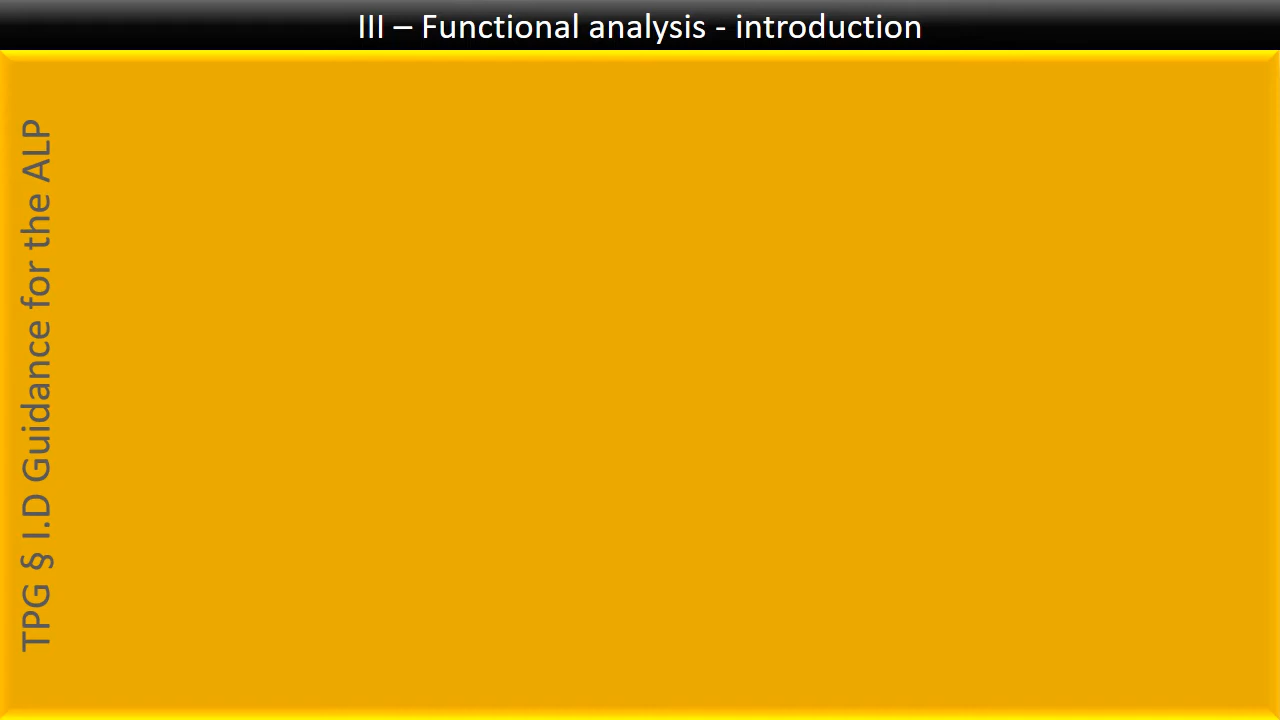 III – Functional analysis - introduction
TPG § I.D Guidance for the ALP